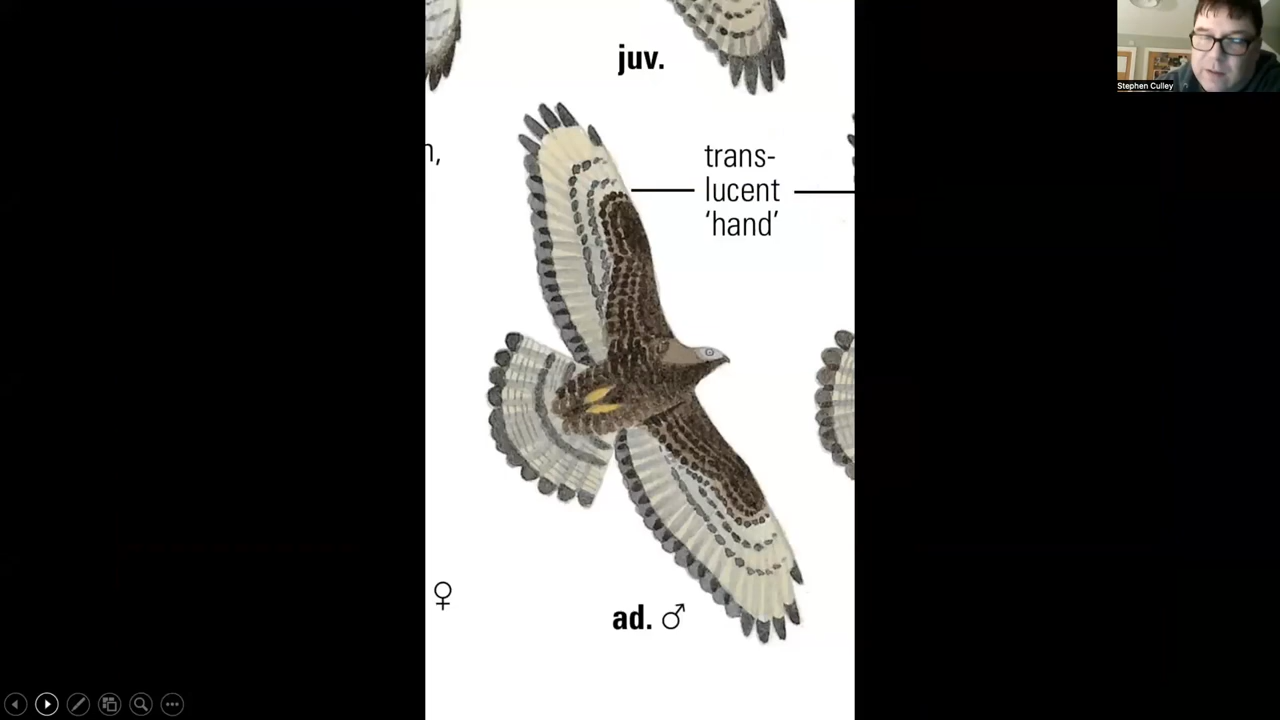 juv.
Stephen Culley
n,
trans-
lucent
‘hand’
♀
ad. ♂